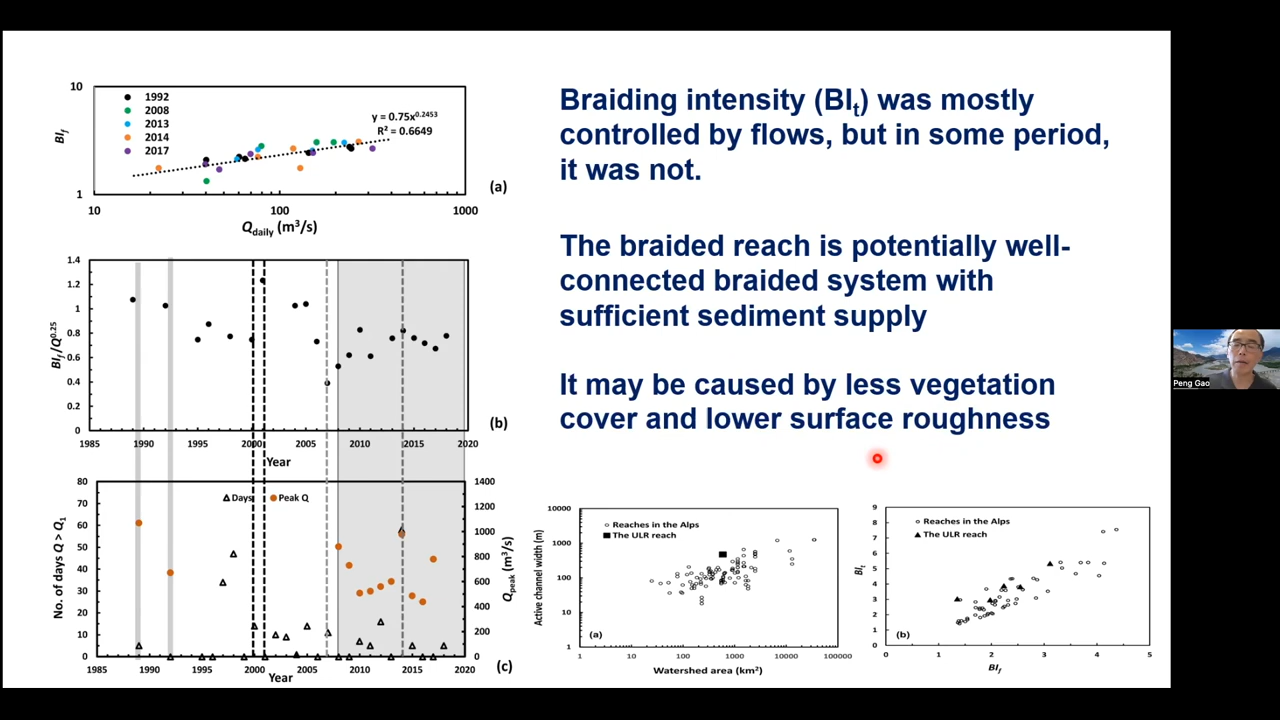 10
1
10
100
1000
BIf
Qdaily (m3/s)
1992
2008
2013
2014
2017
y = 0.75x0.2453
R² = 0.6649
(a)
1.4
1.2
1
0.8
0.6
0.4
0.2
0
BIf/Q0.25
1985 1990 1995 2000 2005 2010 2015 2020
Year
(b)
80
70
60
50
40
30
20
10
0
No. of days Q > Q1
Days Peak Q
1400
1200
1000
800
600
400
200
0
Qpeak (m3/s)
1985 1990 1995 2000 2005 2010 2015 2020
Year
(c)
Braiding intensity (BIt) was mostly
controlled by flows, but in some period,
it was not.
The braided reach is potentially well-
connected braided system with
sufficient sediment supply
It may be caused by less vegetation
cover and lower surface roughness
10000
1000
100
10
1
Active channel width (m)
Reaches in the Alps
The ULR reach
(a)
1 10 100 1000 10000 100000
Watershed area (km2)
9
8
7
6
5
4
3
2
1
0
BIt
Reaches in the Alps
The ULR reach
(b)
0 1 2 3 4 5
BIf
Peng Gao